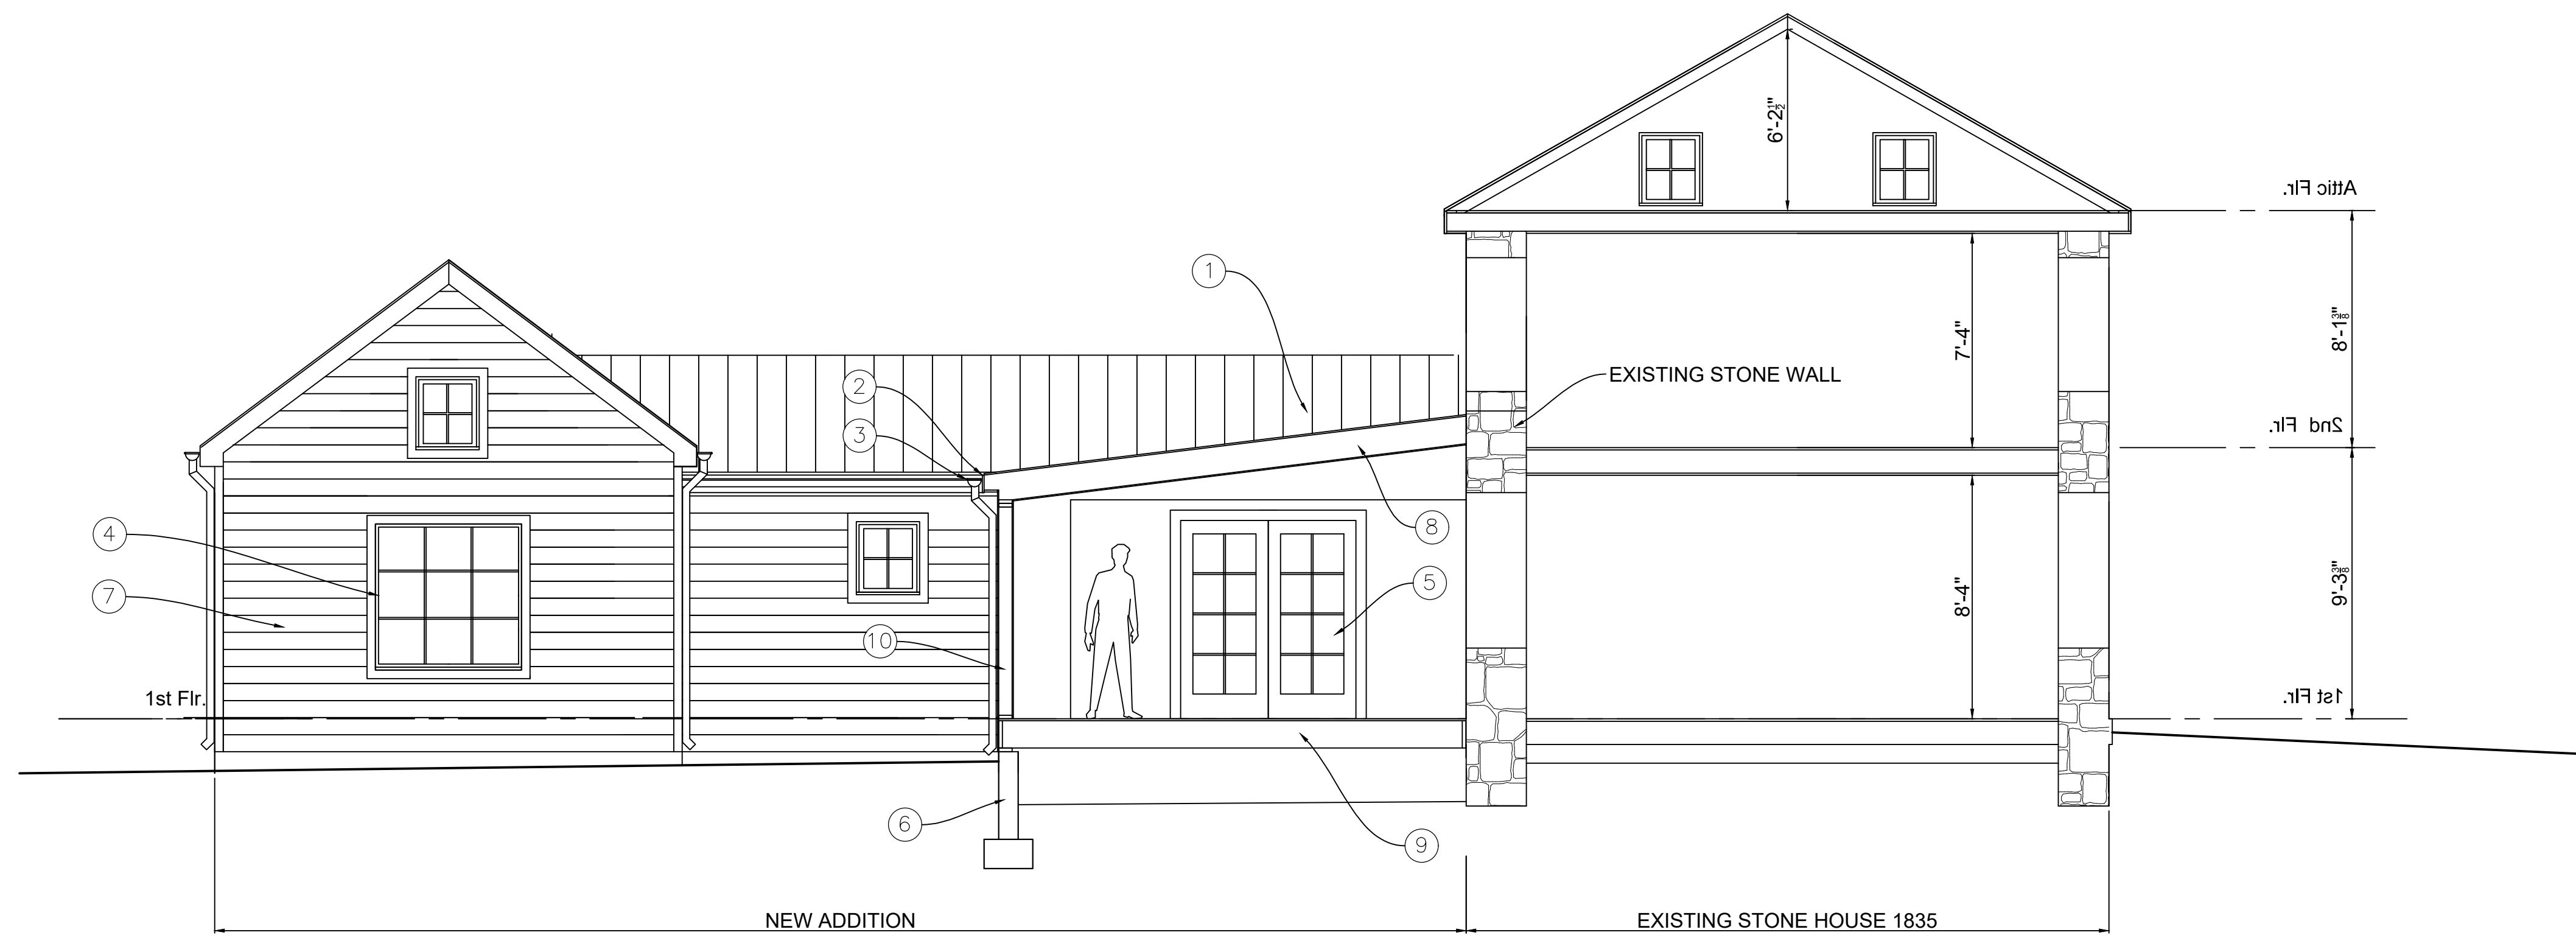 6'-2½"
Attic Flr.
1
7'-4"
8'-1⅜"
EXISTING STONE WALL
2
3
2nd Flr.
4
8
5
7
8'-4"
9'-3⅜"
10
1st Flr.
1st Flr.
6
9
NEW ADDITION
EXISTING STONE HOUSE 1835